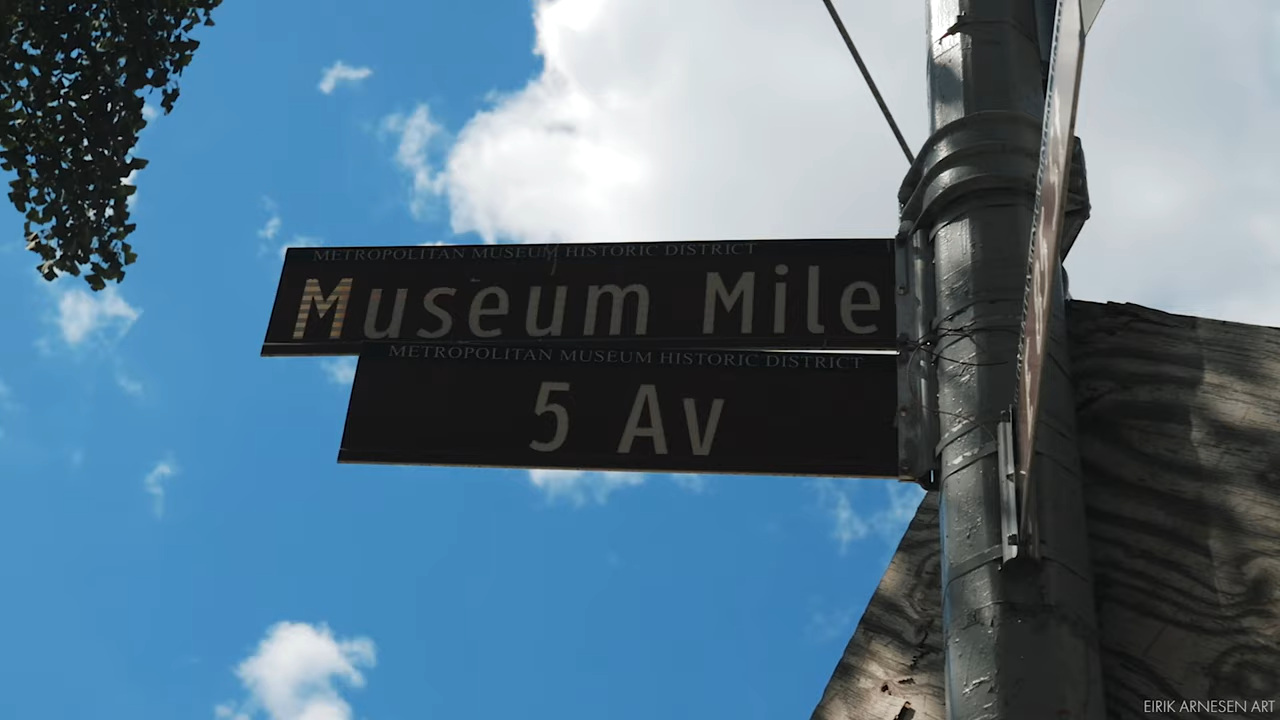 METROPOLITAN MUSEUM HISTORIC DISTRICT
Museum Mile
METROPOLITAN MUSEUM HISTORIC DISTRICT
5 Av
EIRIK ARNESEN ART